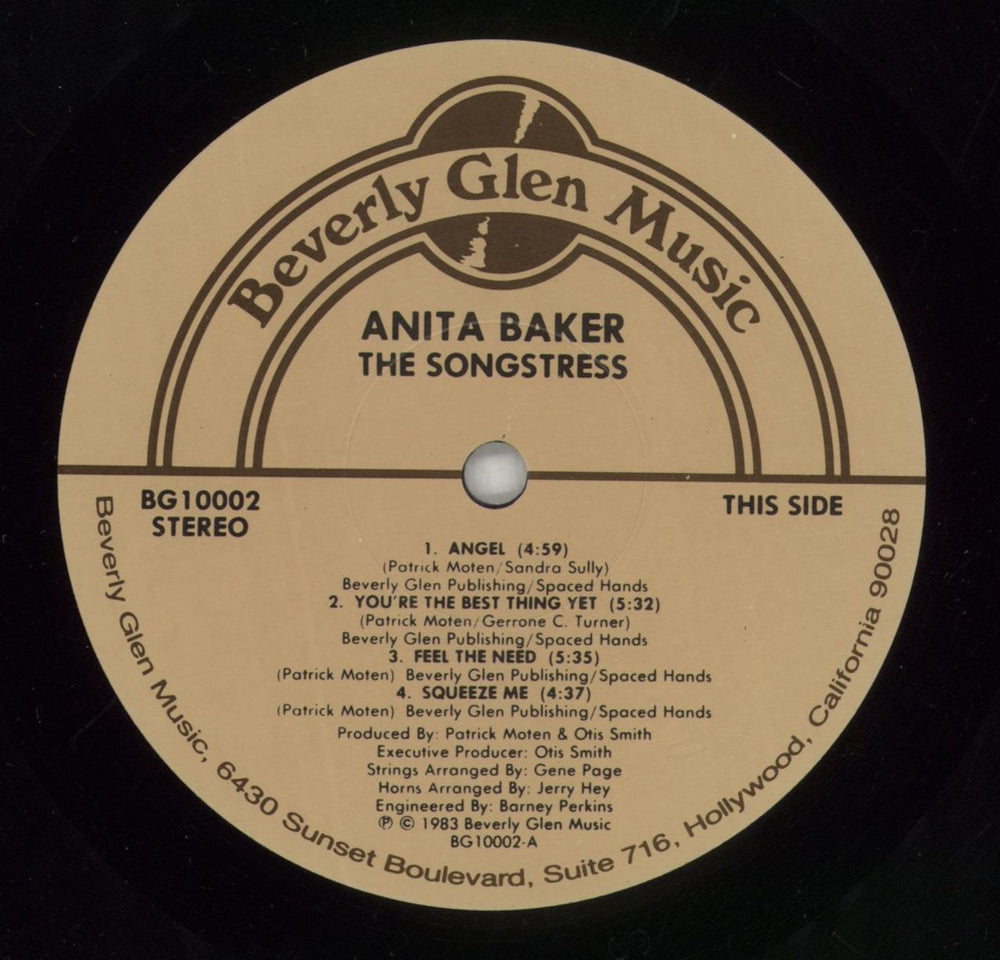 Beverly Glen Music
ANITA BAKER
THE SONGSTRESS
BG10002
STEREO
THIS SIDE
1. ANGEL (4:59)
(Patrick Moten/Sandra Sully)
Beverly Glen Publishing/Spaced Hands
2. YOU'RE THE BEST THING YET (5:32)
(Patrick Moten/Gerrone C. Turner)
Beverly Glen Publishing/Spaced Hands
3. FEEL THE NEED (5:35)
(Patrick Moten) Beverly Glen Publishing/Spaced Hands
4. SQUEEZE ME (4:37)
(Patrick Moten) Beverly Glen Publishing/Spaced Hands
Produced By: Patrick Moten & Otis Smith
Executive Producer: Otis Smith
Strings Arranged By: Gene Page
Horns Arranged By: Jerry Hey
Engineered By: Barney Perkins
℗ © 1983 Beverly Glen Music
BG10002-A
Beverly Glen Music, 6430 Sunset Boulevard, Suite 716, Hollywood, California 90028